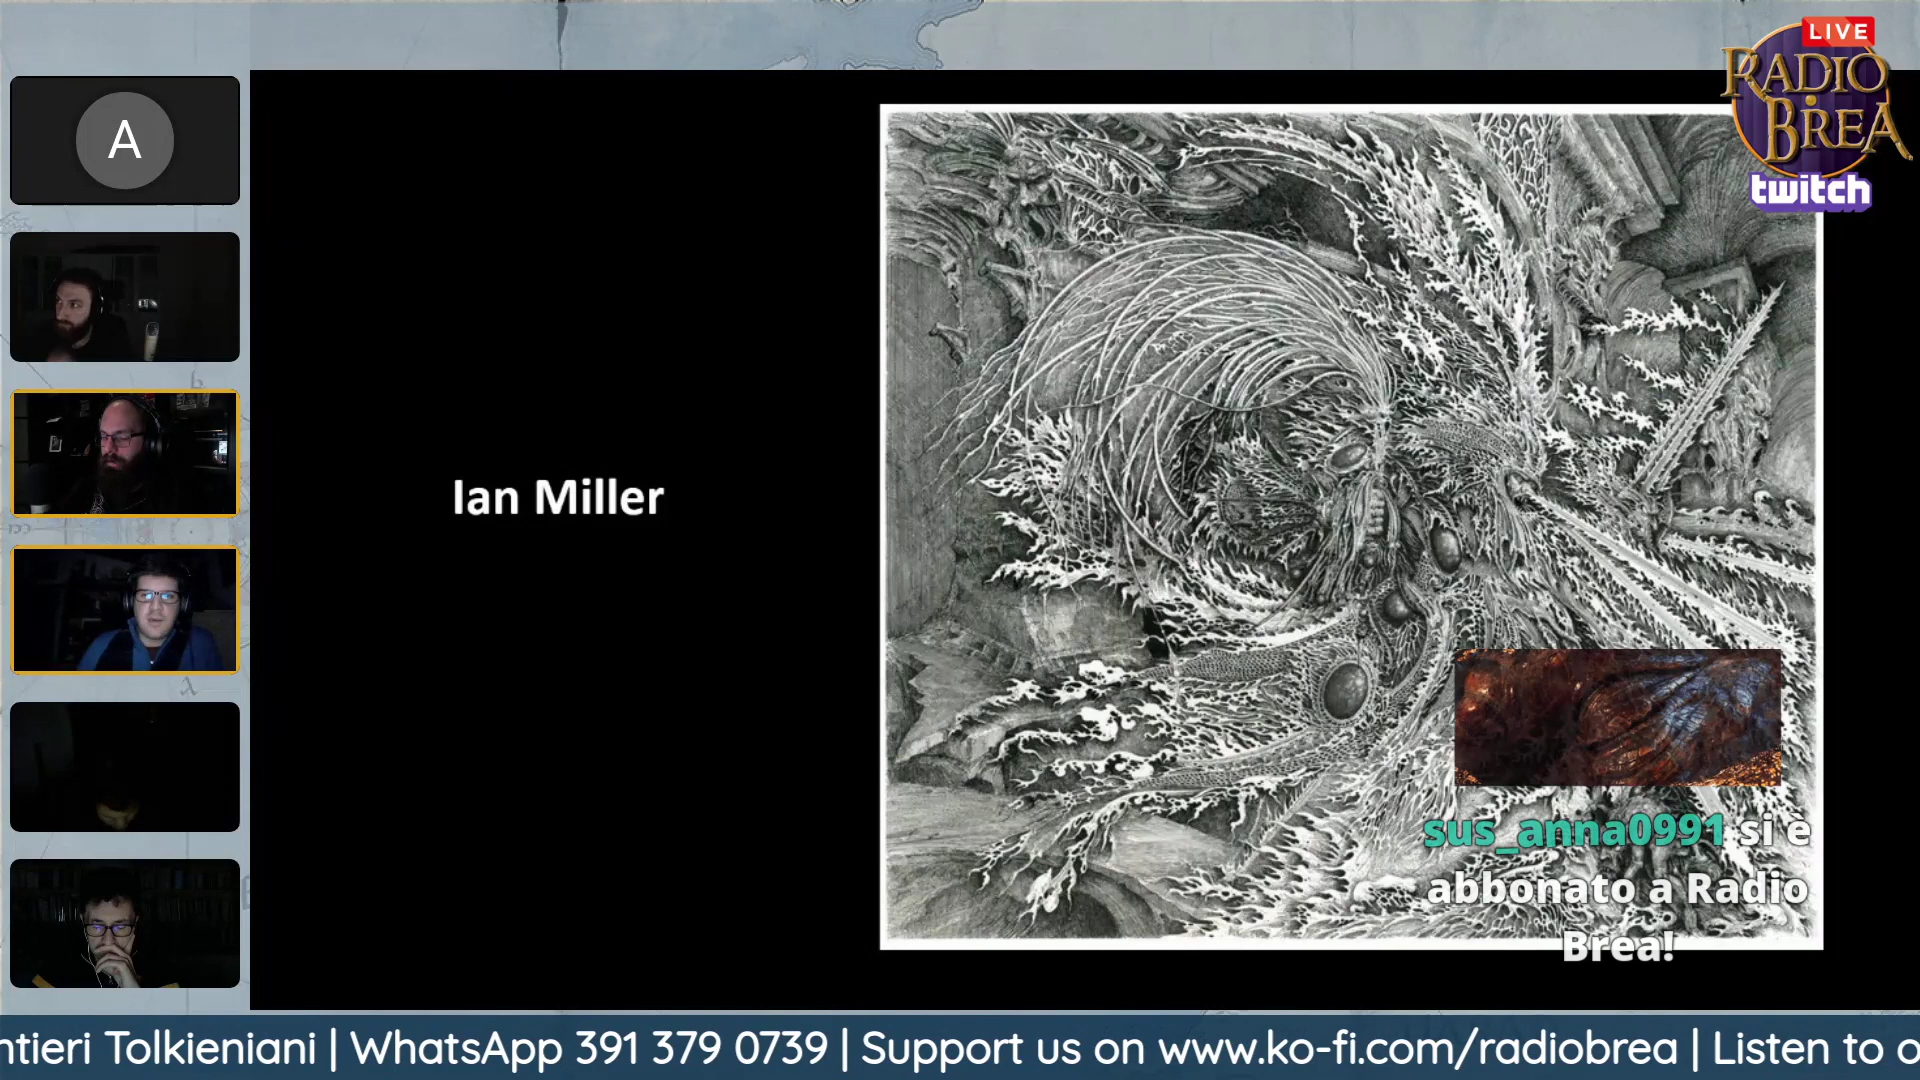 LIVE
RADIO
BREA
twitch
A
Ian Miller
sus_anna0991 si è
abbonato a Radio
Brea!
ntieri Tolkieniani | WhatsApp 391 379 0739 | Support us on www.ko-fi.com/radiobrea | Listen to o